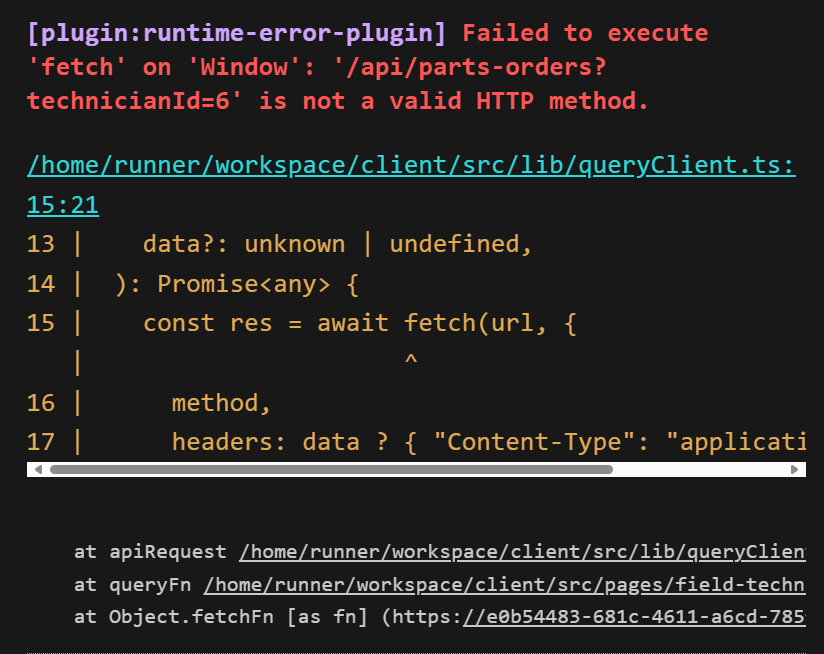 [plugin:runtime-error-plugin] Failed to execute
'fetch' on 'Window': '/api/parts-orders?
technicianId=6' is not a valid HTTP method.
/home/runner/workspace/client/src/lib/queryClient.ts:
15:21
13 |    data?: unknown | undefined,
14 |  ): Promise<any> {
15 |    const res = await fetch(url, {
   |                      ^
16 |      method,
17 |      headers: data ? { "Content-Type": "applicati
at apiRequest /home/runner/workspace/client/src/lib/queryClien
at queryFn /home/runner/workspace/client/src/pages/field-techn
at Object.fetchFn [as fn] (https://e0b54483-681c-4611-a6cd-785